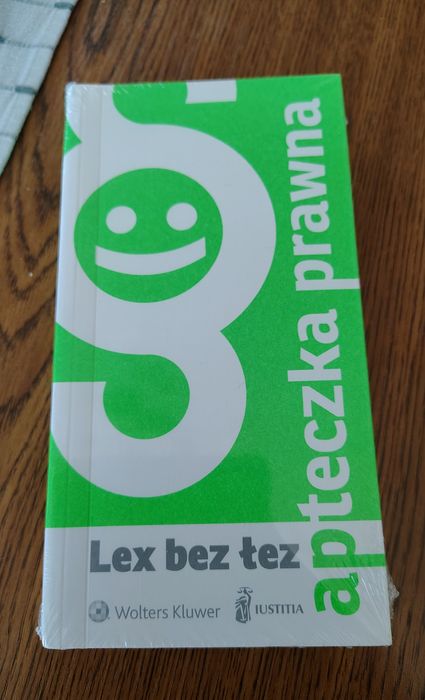 apteczka prawna
Lex bez łez
Wolters Kluwer
IUSTITIA